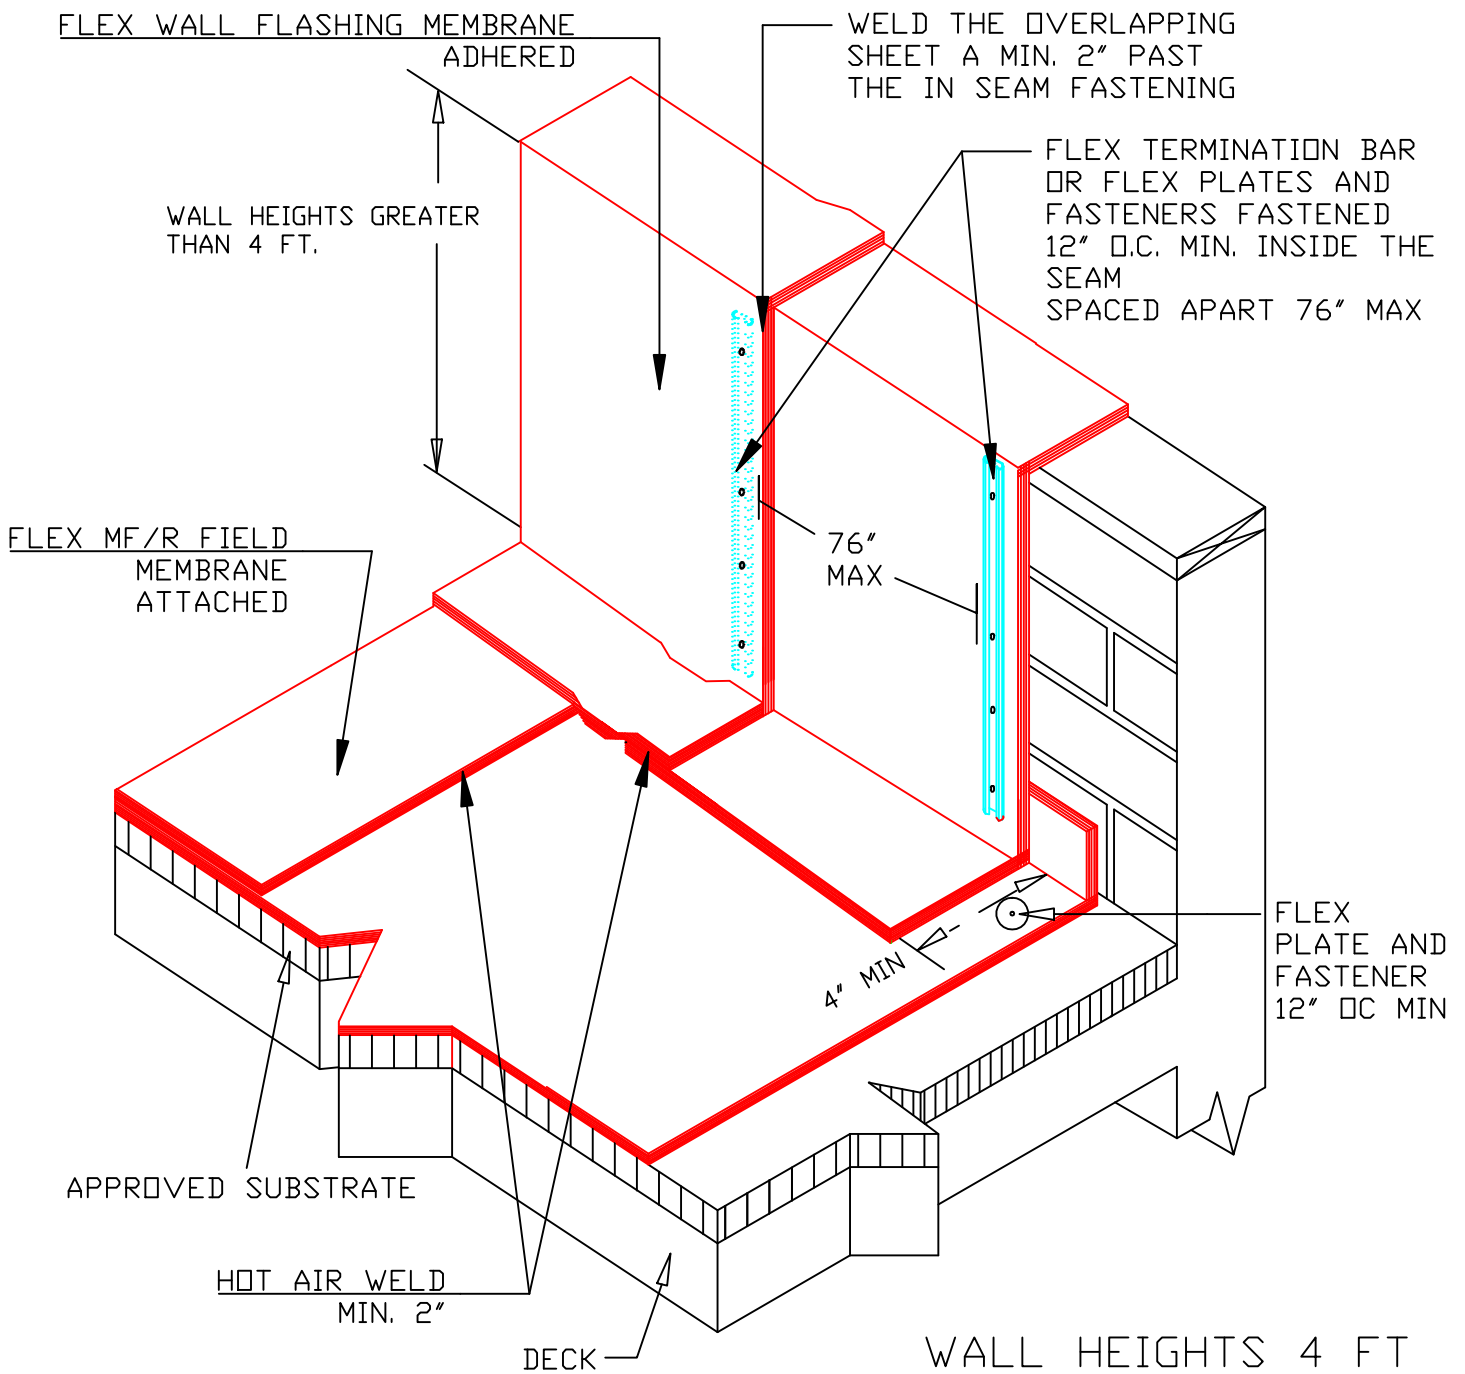 FLEX WALL FLASHING MEMBRANE
ADHERED
WELD THE OVERLAPPING
SHEET A MIN. 2" PAST
THE IN SEAM FASTENING
FLEX TERMINATION BAR
OR FLEX PLATES AND
FASTENERS FASTENED
12" O.C. MIN. INSIDE THE
SEAM
SPACED APART 76" MAX
WALL HEIGHTS GREATER
THAN 4 FT.
FLEX MF/R FIELD
MEMBRANE
ATTACHED
76"
MAX
FLEX
PLATE AND
FASTENER
12" OC MIN
4" MIN
APPROVED SUBSTRATE
HOT AIR WELD
MIN. 2"
DECK
WALL HEIGHTS 4 FT